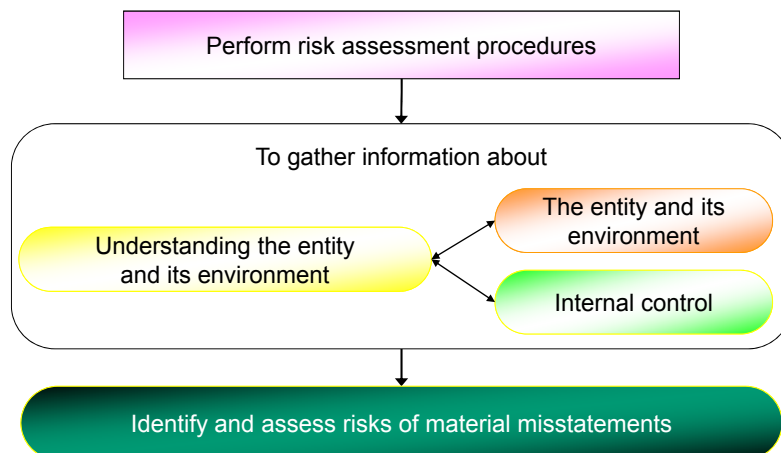 Perform risk assessment procedures
To gather information about
Understanding the entity
and its environment
The entity and its
environment
Internal control
Identify and assess risks of material misstatements